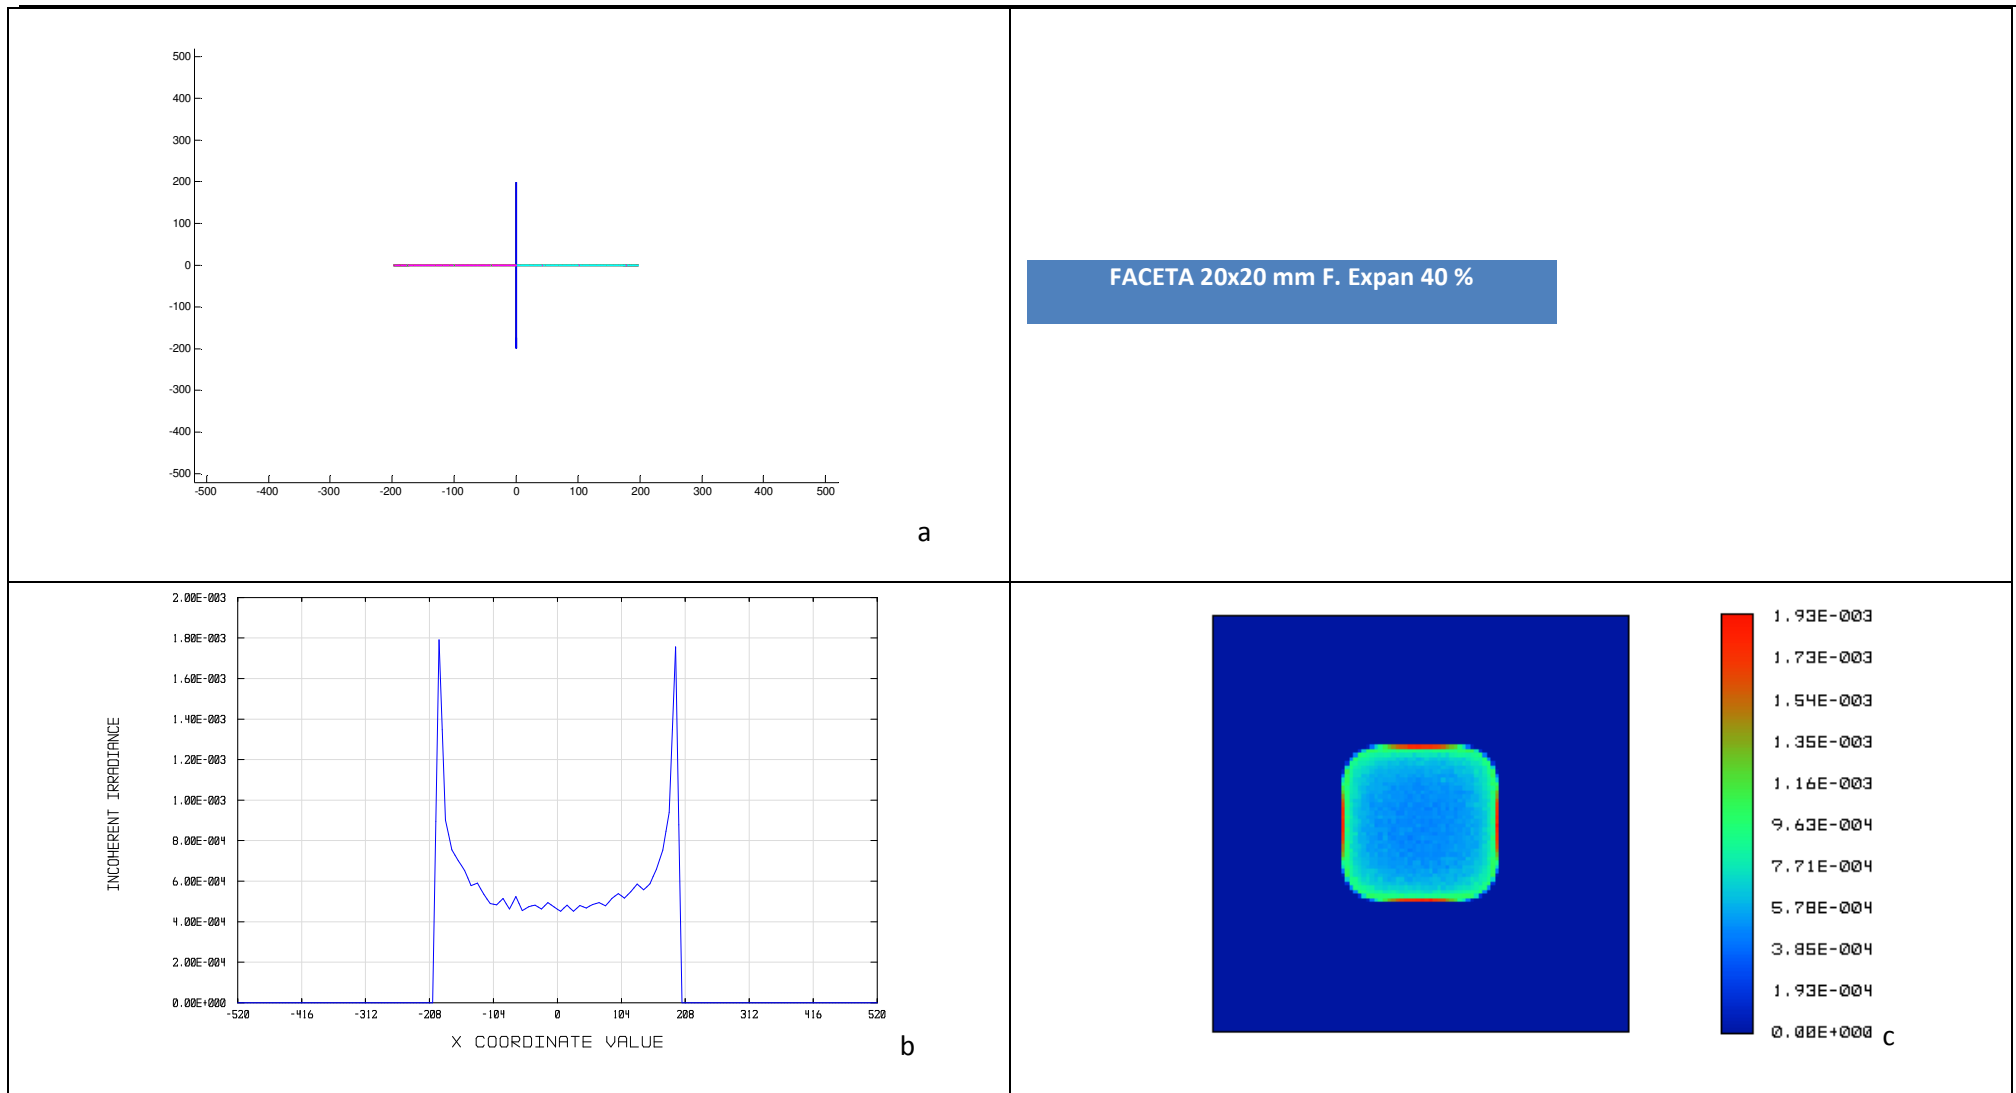 500
400
300
200
100
0
-100
-200
-300
-400
-500
-500 -400 -300 -200 -100 0 100 200 300 400 500
a
FACETA 20x20 mm F. Expan 40 %
2.00E-003
1.80E-003
1.60E-003
1.40E-003
1.20E-003
1.00E-003
8.00E-004
6.00E-004
4.00E-004
2.00E-004
0.00E+000
INCOHERENT IRRADIANCE
-520 -416 -312 -208 -104 0 104 208 312 416 520
X COORDINATE VALUE
b
1.93E-003
1.73E-003
1.54E-003
1.35E-003
1.16E-003
9.63E-004
7.71E-004
5.78E-004
3.85E-004
1.93E-004
0.00E+000
c